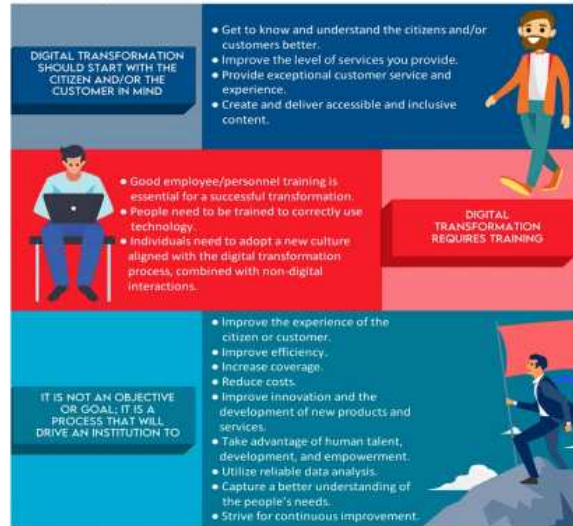 DIGITAL TRANSFORMATION
SHOULD START WITH THE
CITIZEN AND/OR THE
CUSTOMER IN MIND
● Get to know and understand the citizens and/or
customers better.
● Improve the level of services you provide.
● Provide exceptional customer service and
experience.
● Create and deliver accessible and inclusive
content.
● Good employee/personnel training is
essential for a successful transformation.
● People need to be trained to correctly use
technology.
● Individuals need to adopt a new culture
aligned with the digital transformation
process, combined with non-digital
interactions.
DIGITAL
TRANSFORMATION
REQUIRES TRAINING
IT IS NOT AN OBJECTIVE
OR GOAL; IT IS A
PROCESS THAT WILL
DRIVE AN INSTITUTION TO
● Improve the experience of the
citizen or customer.
● Improve efficiency.
● Increase coverage.
● Reduce costs.
● Improve innovation and the
development of new products and
services.
● Take advantage of human talent,
development, and empowerment.
● Utilize reliable data analysis.
● Capture a better understanding of
the people's needs.
● Strive for continuous improvement.